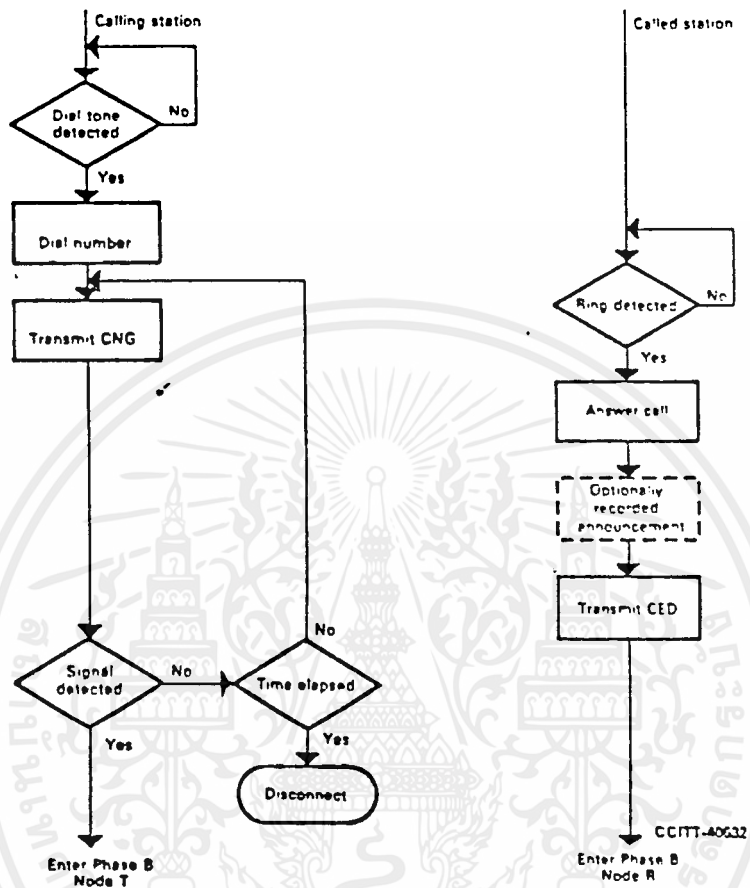 Calling station
Dial tone
detected
No
Yes
Dial number
Transmit CNG
Signal
detected
No
Yes
Time elapsed
No
Yes
Disconnect
Enter Phase B
Node T
Called station
Ring detected
No
Yes
Answer call
Optionally
recorded
announcement
Transmit CED
CCITT-40632
Enter Phase B
Node R